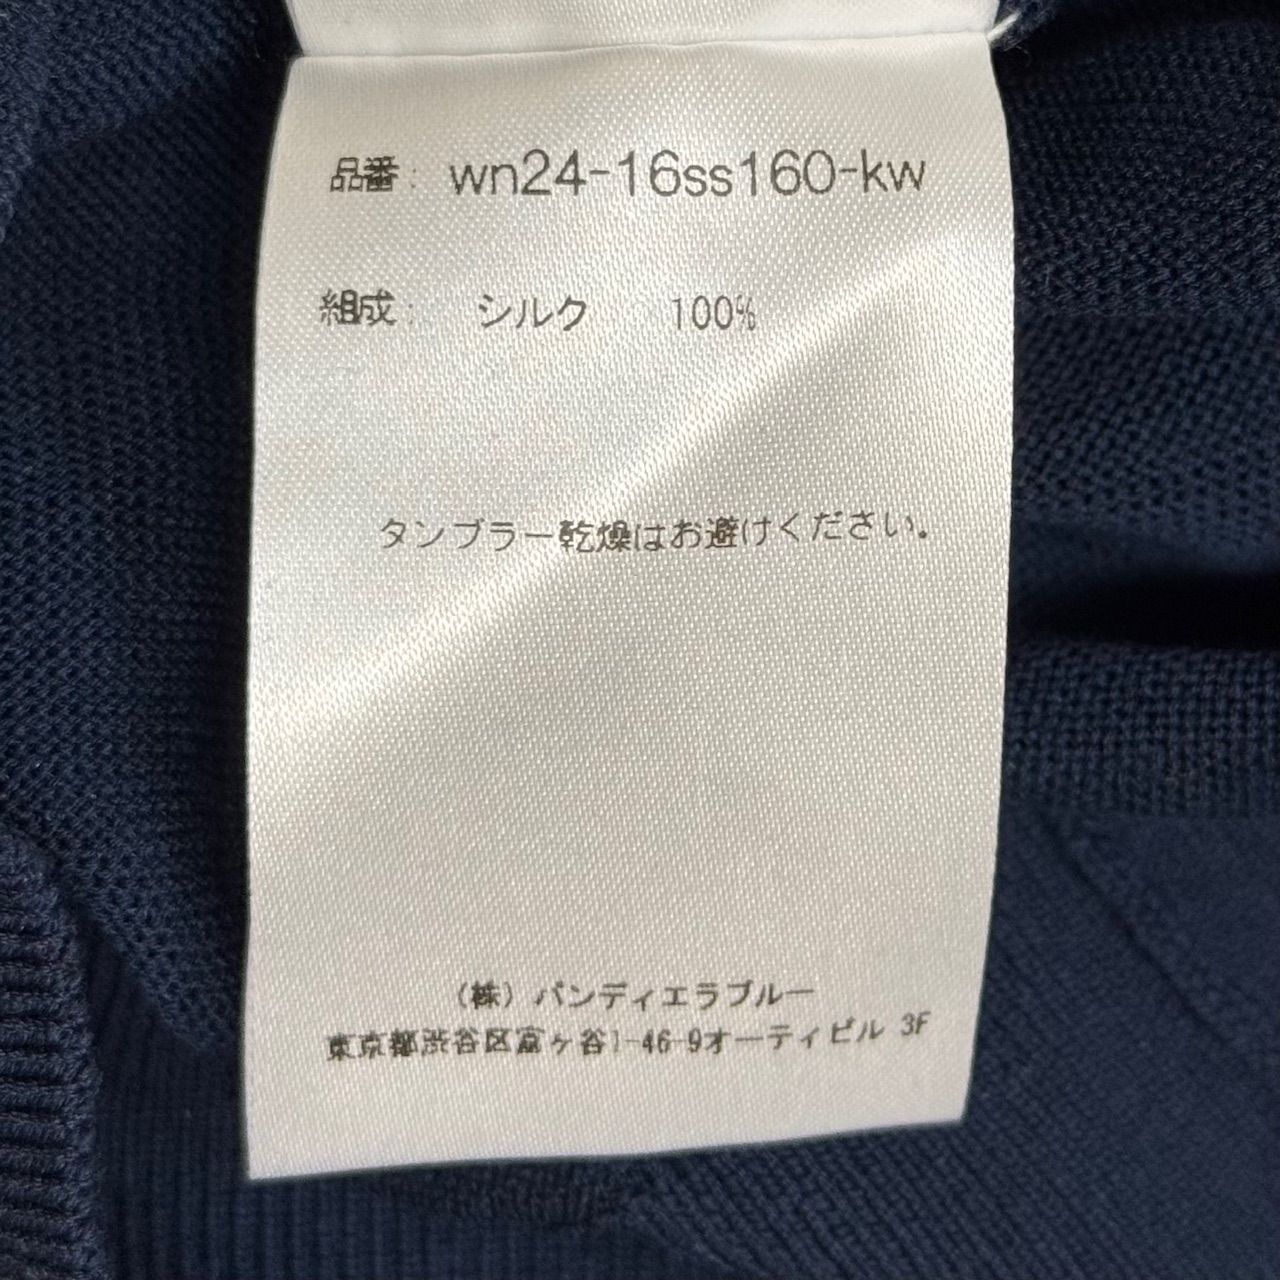 品番: wn24-16ss160-kw
組成: シルク 100%
タンブラー乾燥はお避けください。
(株)バンディエラブルー
東京都渋谷区富ヶ谷1-46-9オーティビル 3F